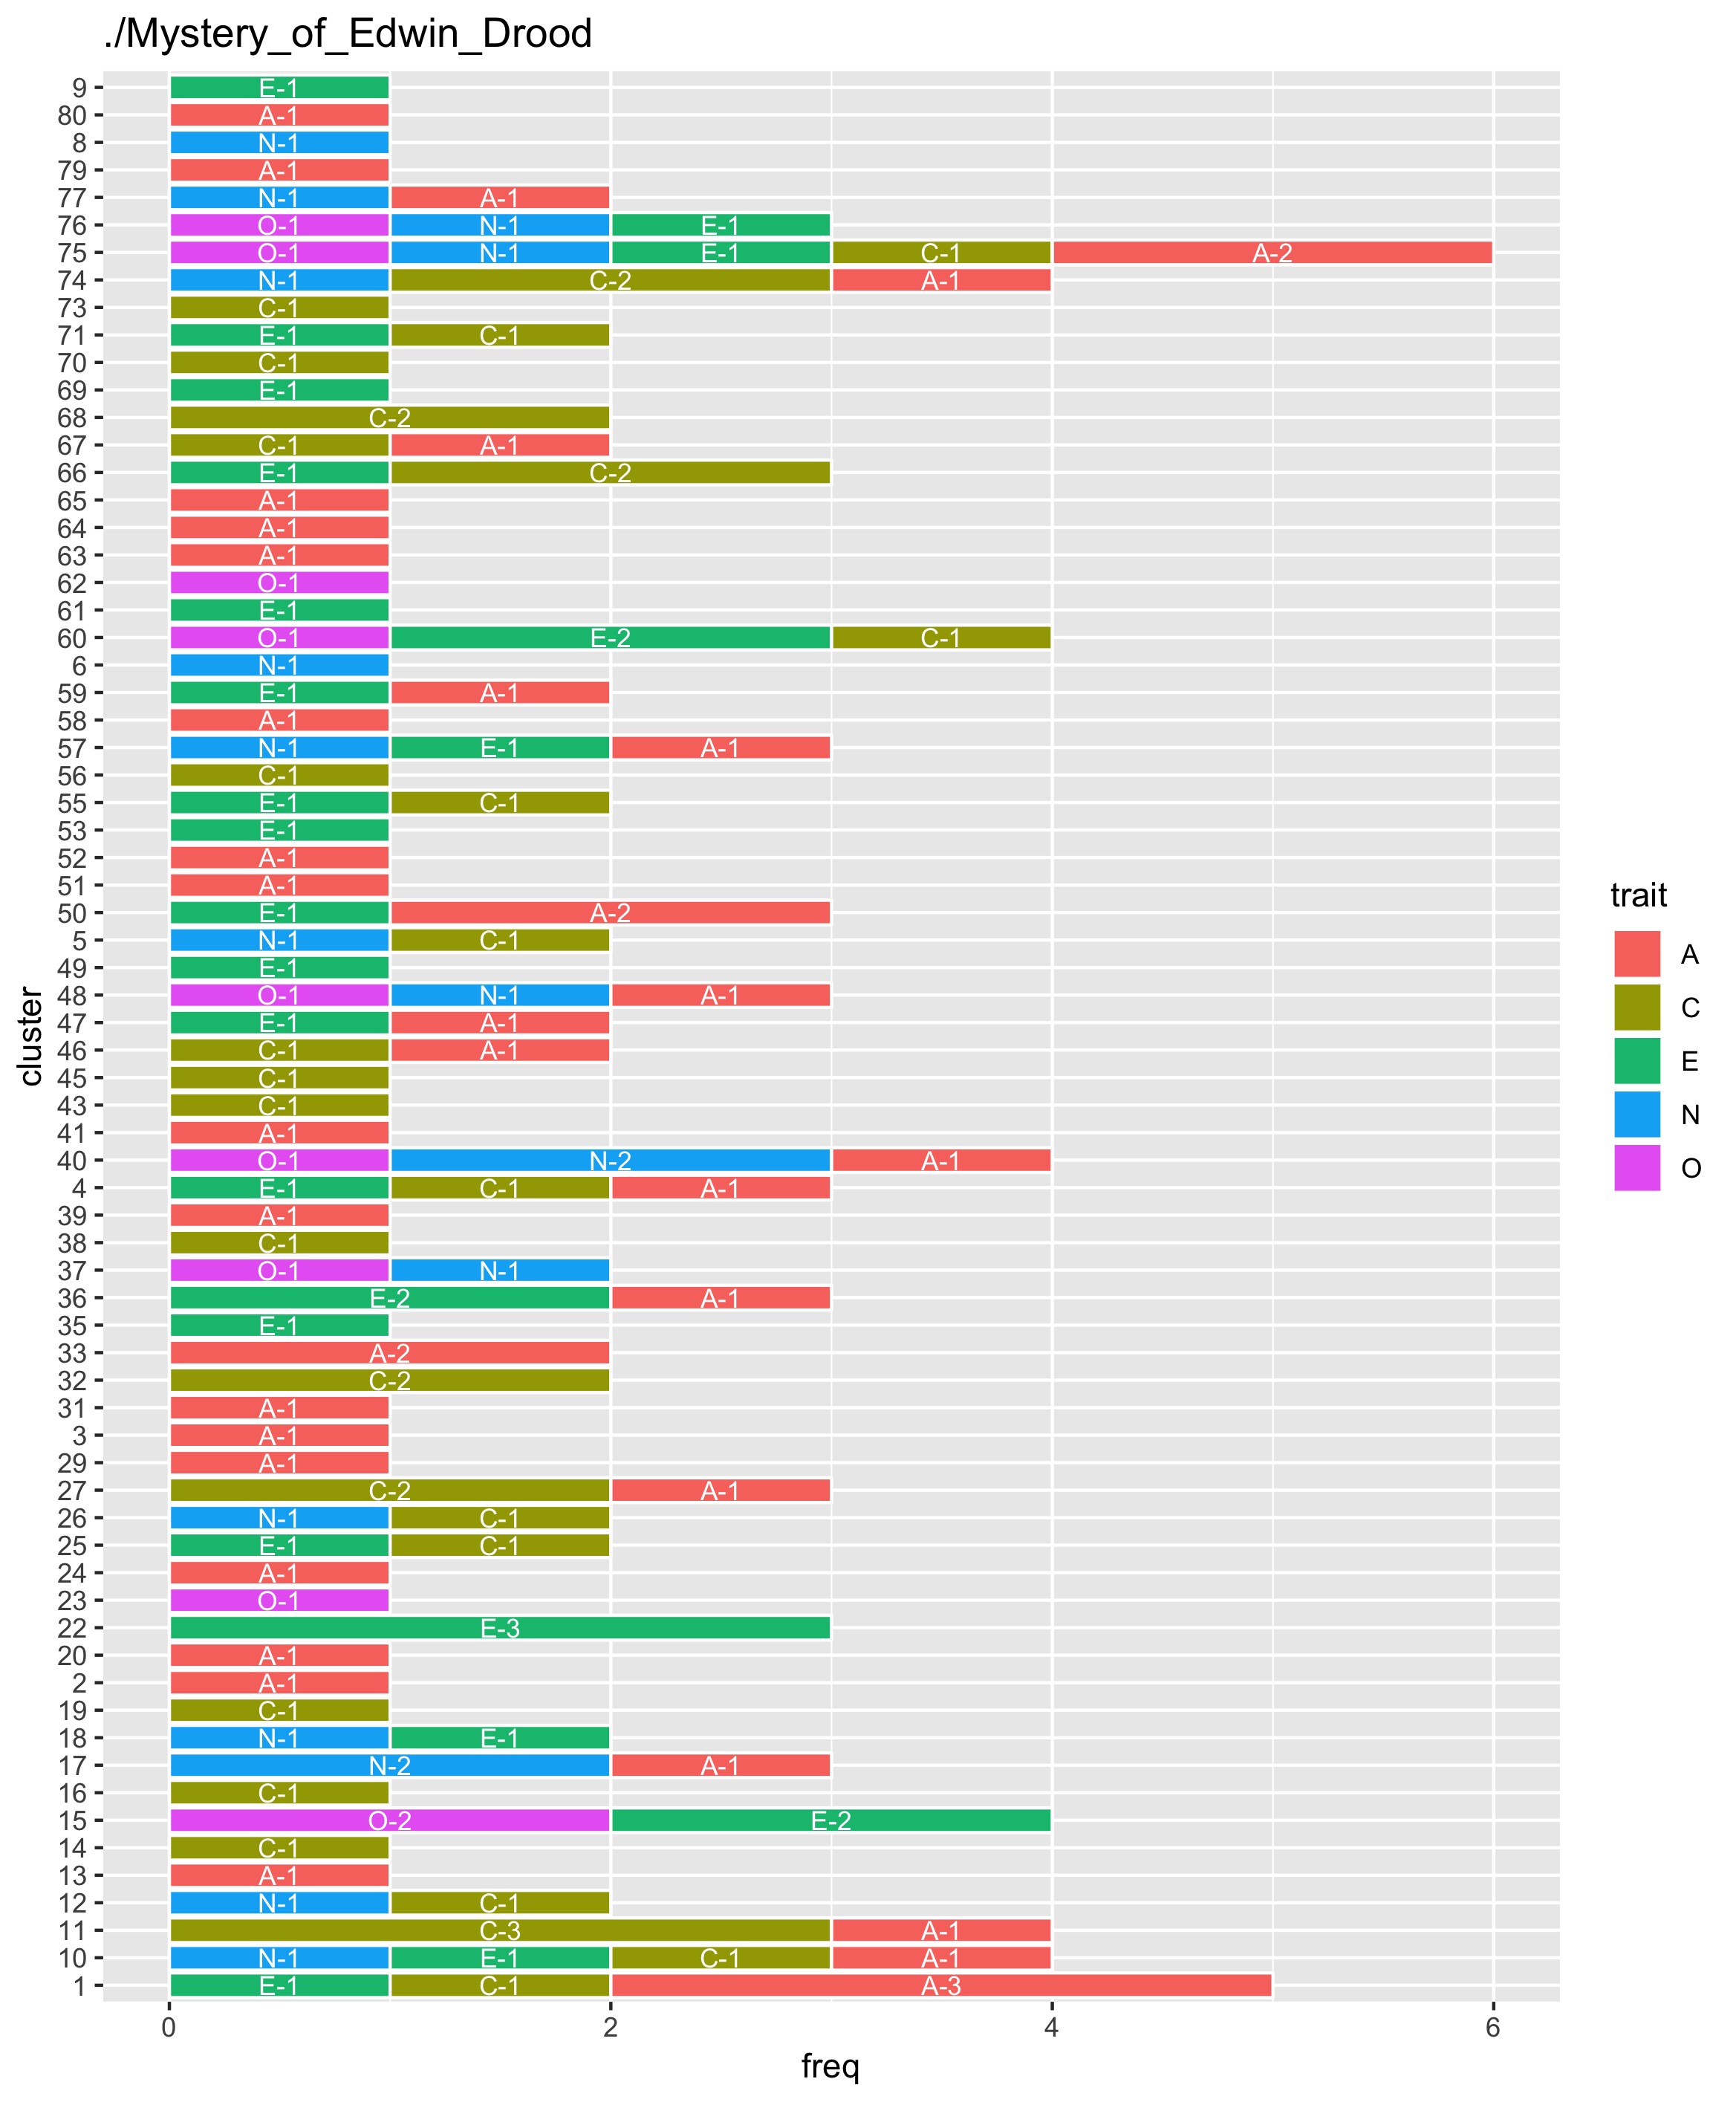 ./Mystery_of_Edwin_Drood
9 E-1
80 A-1
8 N-1
79 A-1
77 N-1 A-1
76 O-1 N-1 E-1
75 O-1 N-1 E-1 C-1 A-2
74 N-1 C-2 A-1
73 C-1
71 E-1 C-1
70 C-1
69 E-1
68 C-2
67 C-1 A-1
66 E-1 C-2
65 A-1
64 A-1
63 A-1
62 O-1
61 E-1
60 O-1 E-2 C-1
6 N-1
59 E-1 A-1
58 A-1
57 N-1 E-1 A-1
56 C-1
55 E-1 C-1
53 E-1
52 A-1
51 A-1
50 E-1 A-2
5 N-1 C-1
49 E-1
48 O-1 N-1 A-1
47 E-1 A-1
46 C-1 A-1
45 C-1
43 C-1
41 A-1
40 O-1 N-2 A-1
4 E-1 C-1 A-1
39 A-1
38 C-1
37 O-1 N-1
36 E-2 A-1
35 E-1
33 A-2
32 C-2
31 A-1
3 A-1
29 A-1
27 C-2 A-1
26 N-1 C-1
25 E-1 C-1
24 A-1
23 O-1
22 E-3
20 A-1
2 A-1
19 C-1
18 N-1 E-1
17 N-2 A-1
16 C-1
15 O-2 E-2
14 C-1
13 A-1
12 N-1 C-1
11 C-3 A-1
10 N-1 E-1 C-1 A-1
1 E-1 C-1 A-3
0 2 4 6
freq
cluster
trait
A
C
E
N
O